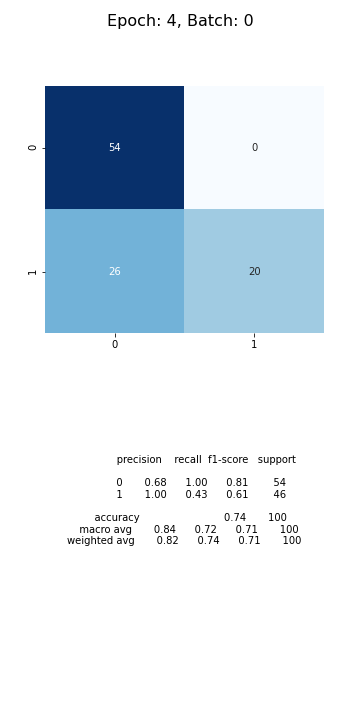 Epoch: 4, Batch: 0
0
54
0
1
26
20
0 1
precision recall f1-score support
0 0.68 1.00 0.81 54
1 1.00 0.43 0.61 46
accuracy 0.74 100
macro avg 0.84 0.72 0.71 100
weighted avg 0.82 0.74 0.71 100